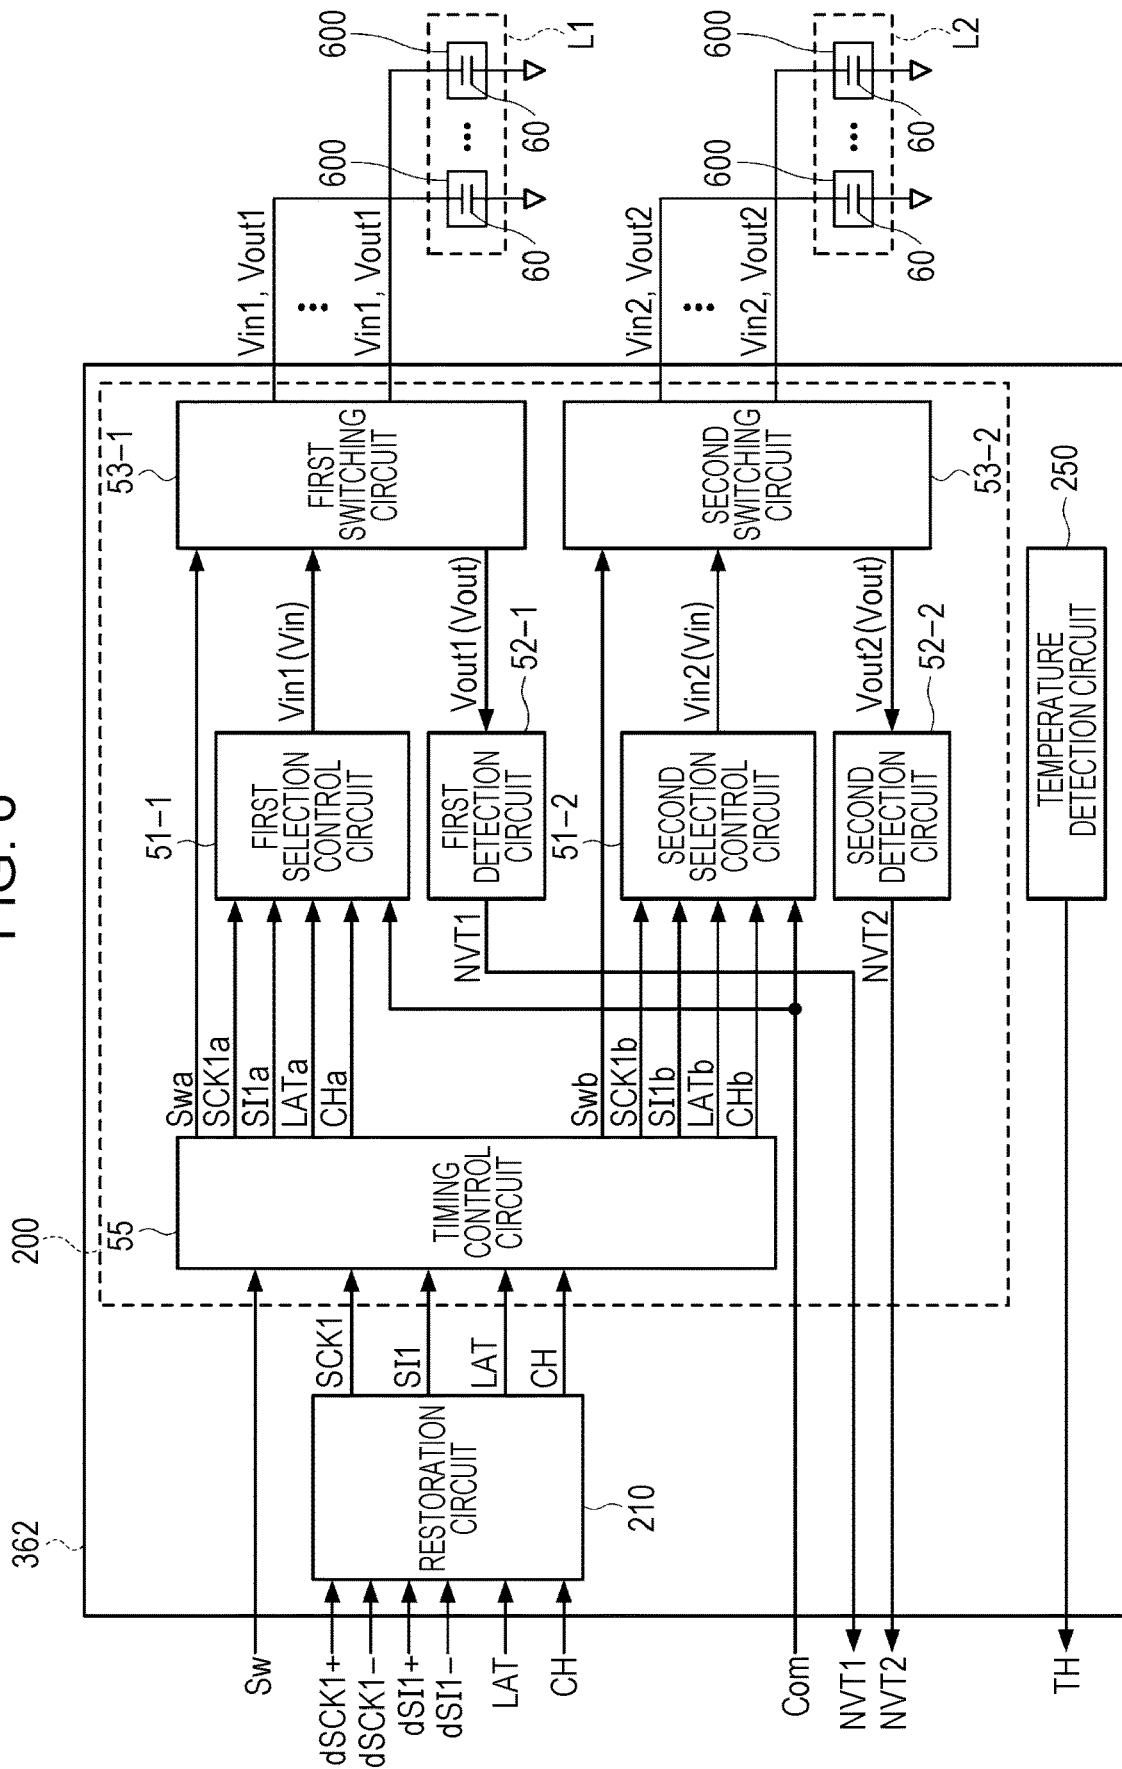 362
200
Sw
dSCK1+
dSCK1−
dSI1+
dSI1−
LAT
CH
Com
NVT1
NVT2
TH
RESTORATION
CIRCUIT
210
SCK1
SI1
LAT
CH
55
TIMING
CONTROL
CIRCUIT
Swa
SCK1a
SI1a
LATa
CHa
Swb
SCK1b
SI1b
LATb
CHb
NVT1
NVT2
51−1
FIRST
SELECTION
CONTROL
CIRCUIT
FIRST
DETECTION
CIRCUIT
52−1
51−2
SECOND
SELECTION
CONTROL
CIRCUIT
SECOND
DETECTION
CIRCUIT
52−2
TEMPERATURE
DETECTION CIRCUIT
250
Vin1(Vin)
Vout1(Vout)
Vin2(Vin)
Vout2(Vout)
53−1
FIRST
SWITCHING
CIRCUIT
SECOND
SWITCHING
CIRCUIT
53−2
Vin1, Vout1
Vin1, Vout1
Vin2, Vout2
Vin2, Vout2
600
600
60
60
L1
600
600
60
60
L2